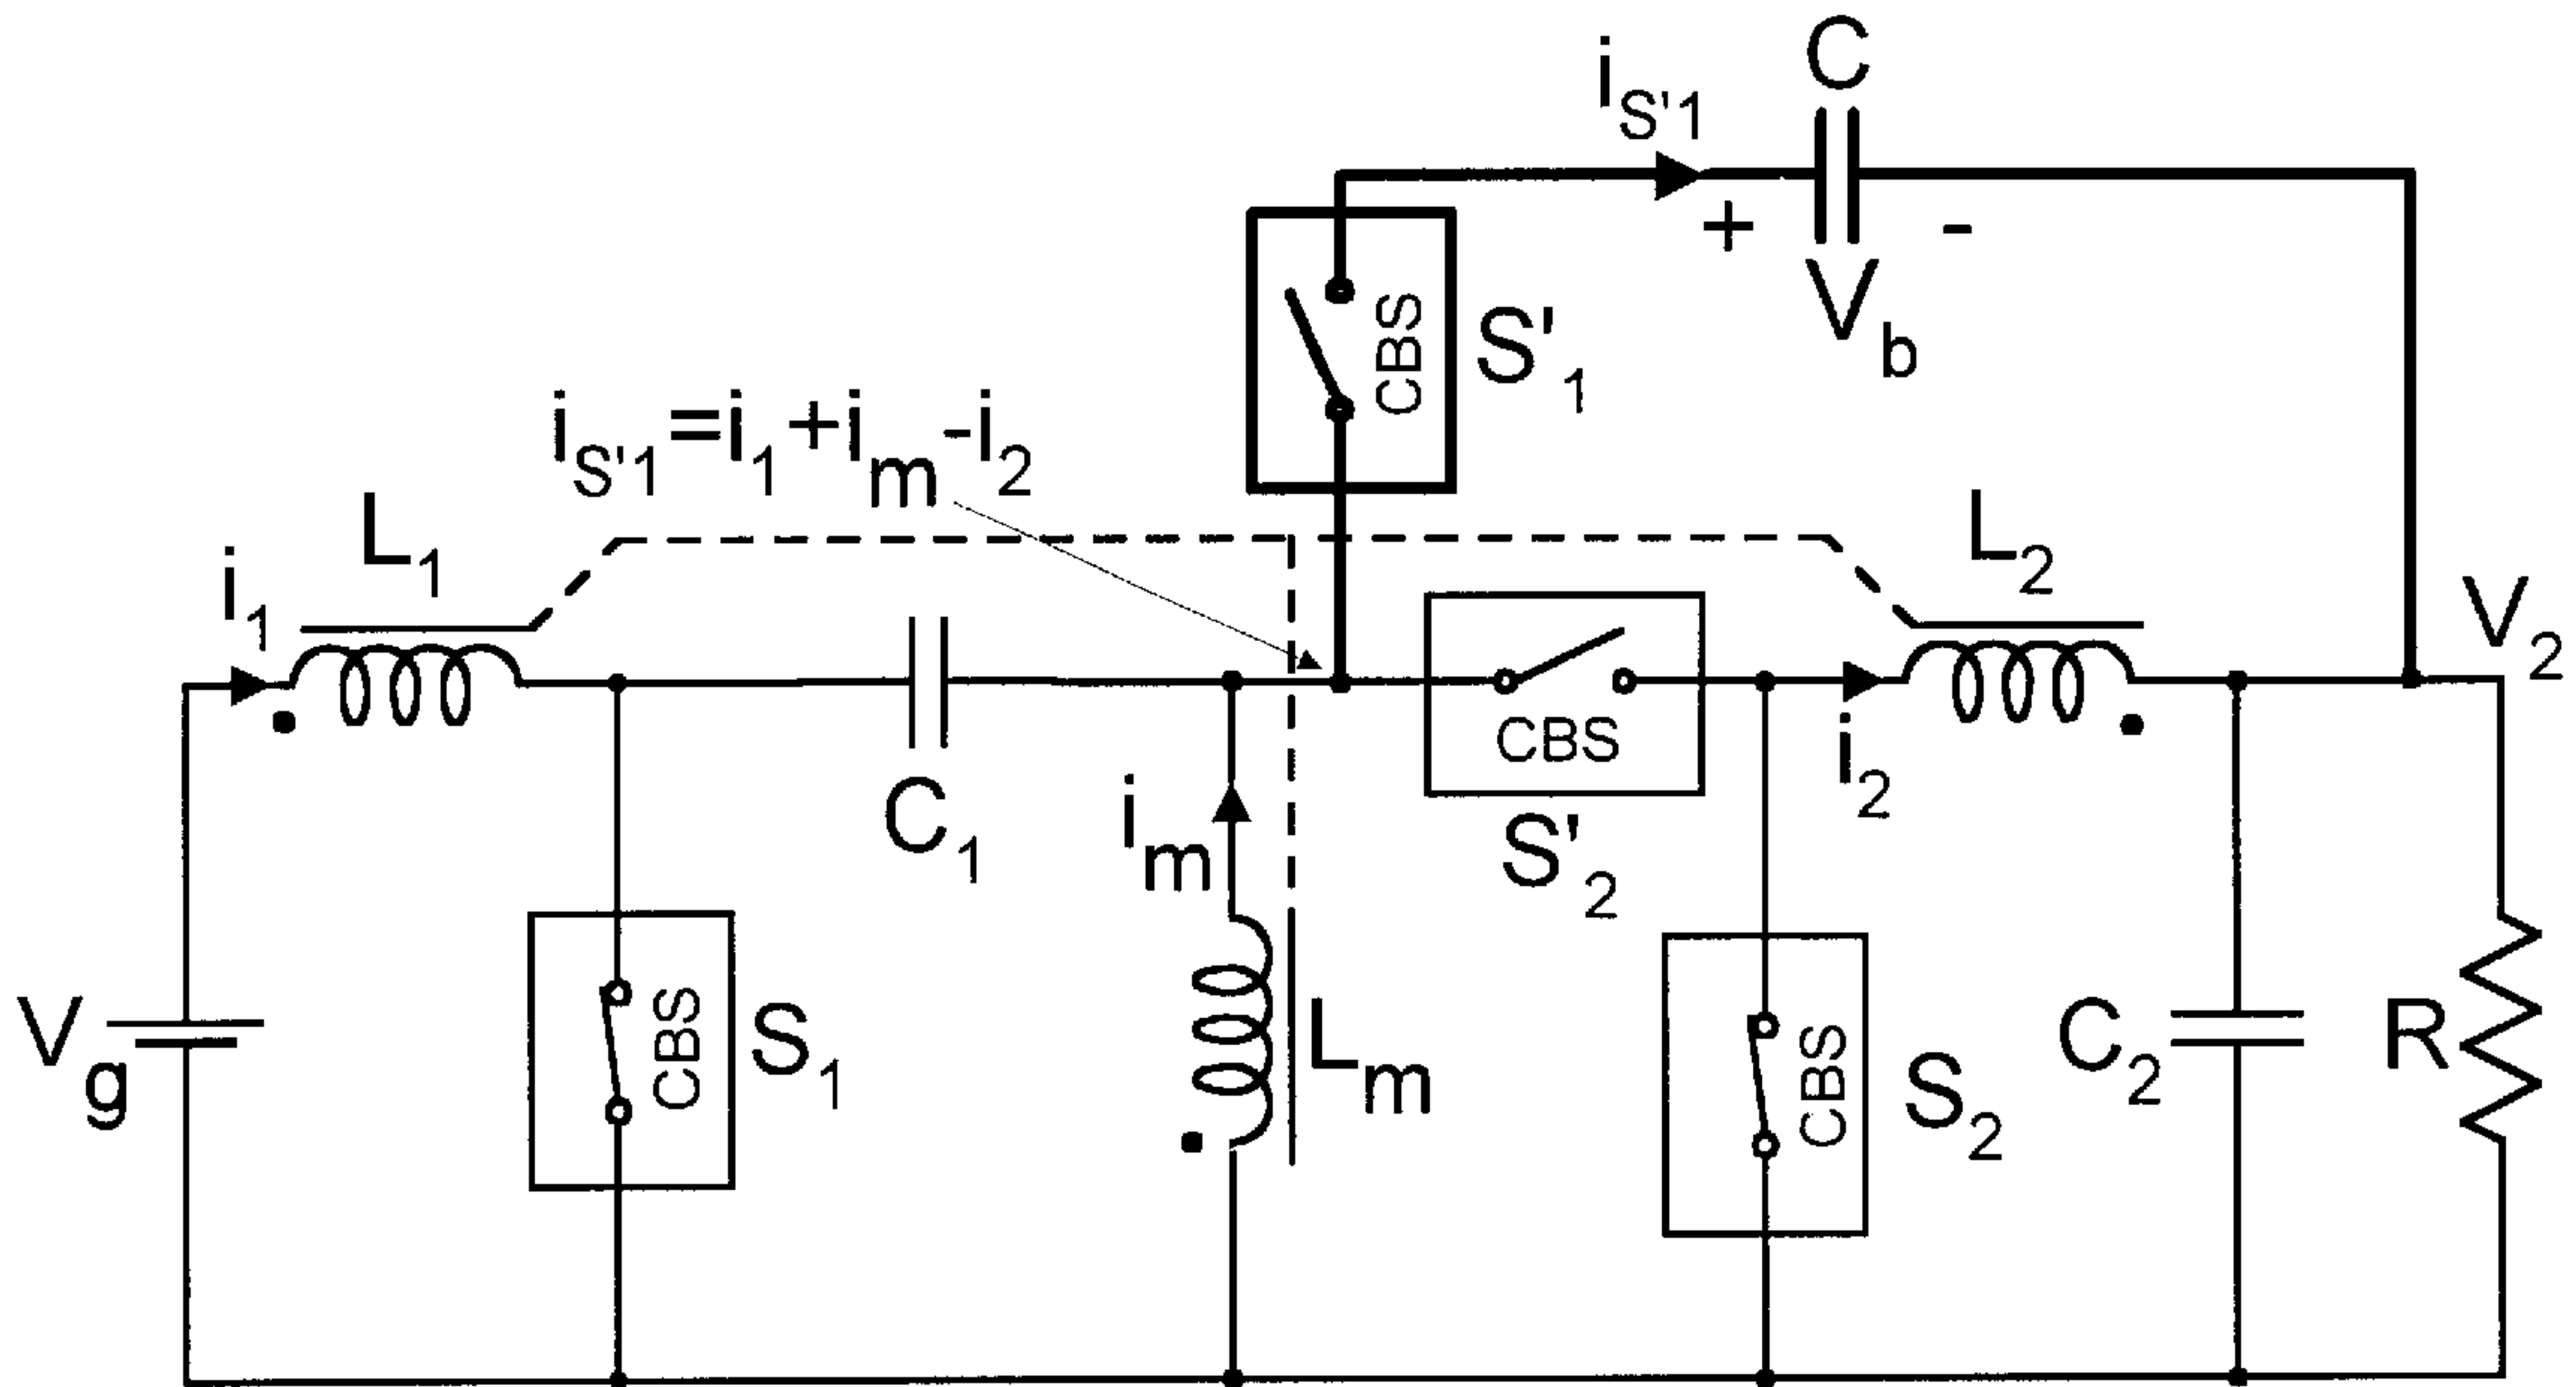 C
i_S'1
+ -
V_b
CBS
S'_1
i_S'1=i_1+i_m-i_2
L_1
i_1
L_2
V_2
C_1
CBS
S'_2
i_2
i_m
L_m
V_g
CBS
S_1
CBS
S_2
C_2
R